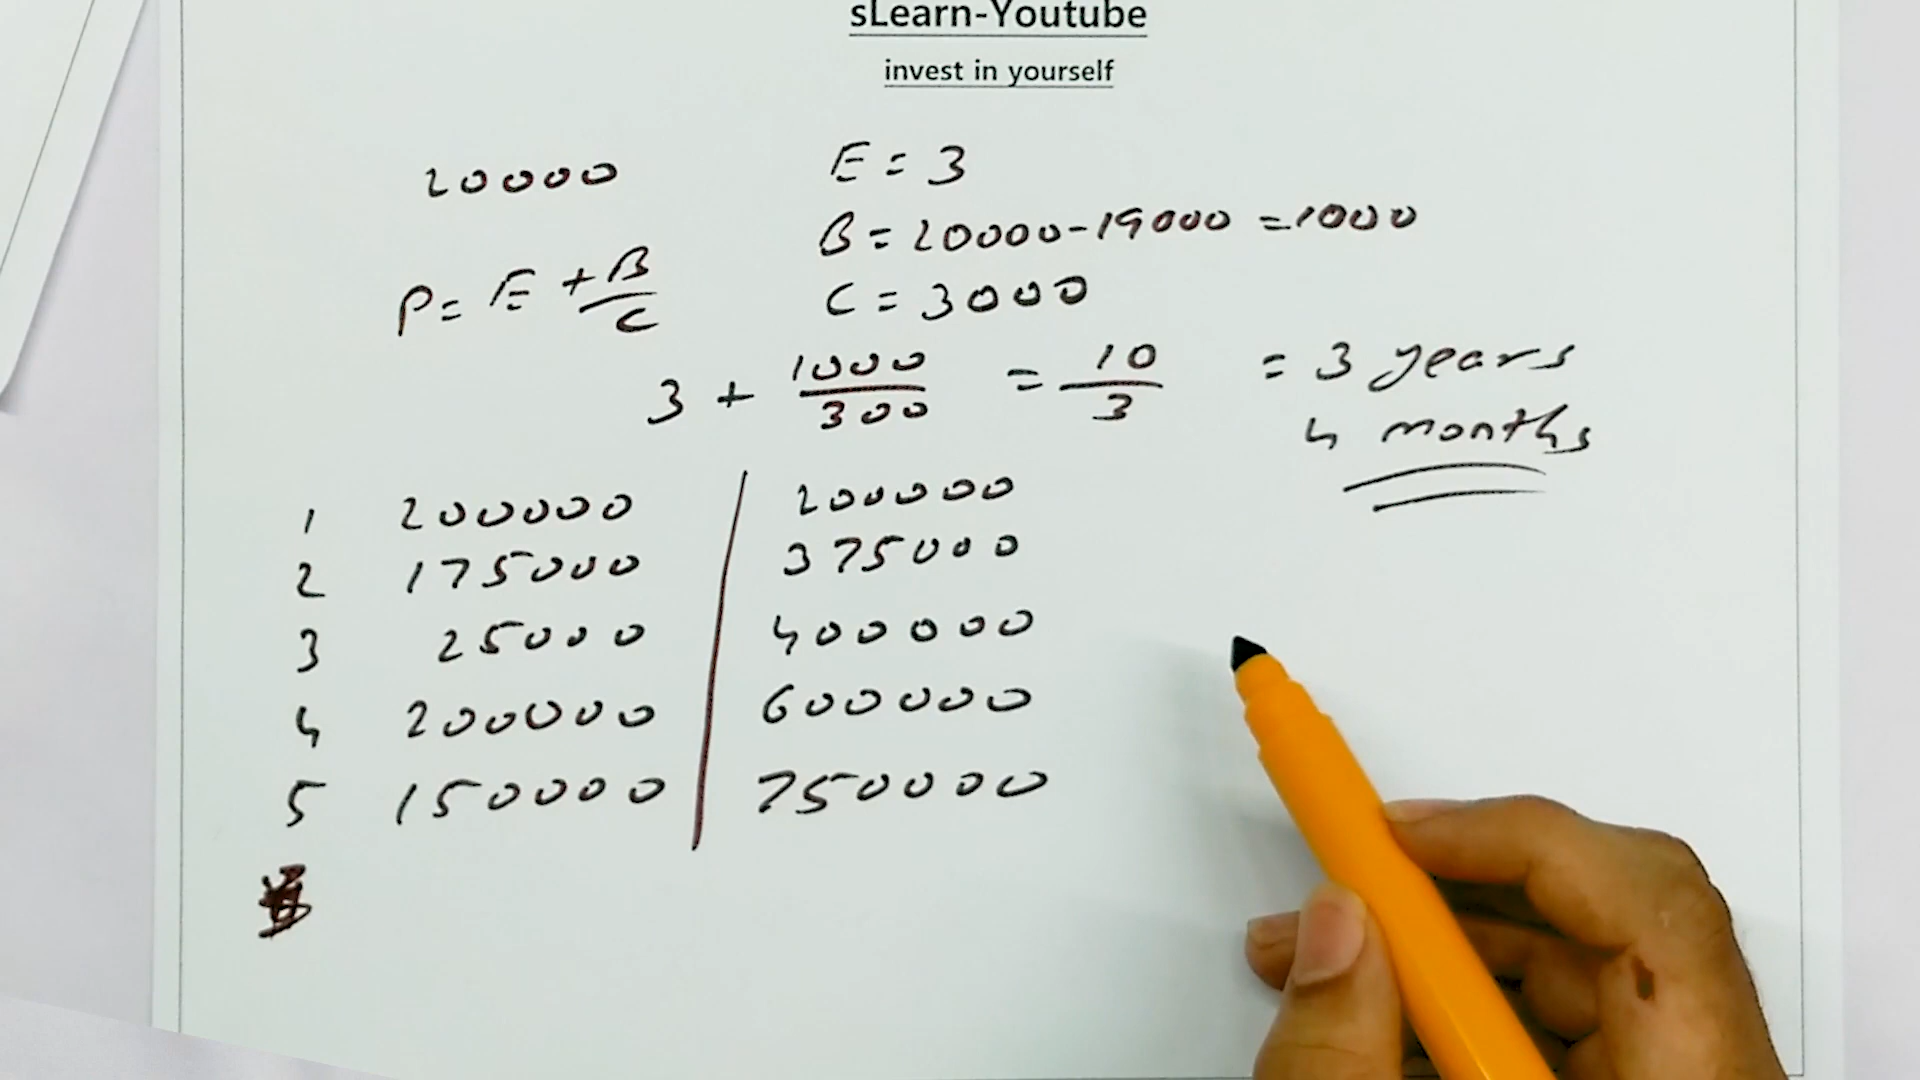 sLearn-Youtube
invest in yourself
20000
E = 3
B = 20000-19000 =1000
P = E + B/C
C = 3000
3 + 1000/300 = 10/3 = 3 years
4 months
1 200000 200000
2 175000 375000
3 25000 400000
4 200000 600000
5 150000 750000